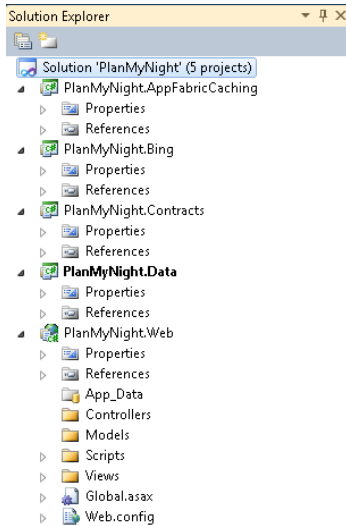 Solution Explorer
Solution 'PlanMyNight' (5 projects)
PlanMyNight.AppFabricCaching
Properties
References
PlanMyNight.Bing
Properties
References
PlanMyNight.Contracts
Properties
References
PlanMyNight.Data
Properties
References
PlanMyNight.Web
Properties
References
App_Data
Controllers
Models
Scripts
Views
Global.asax
Web.config